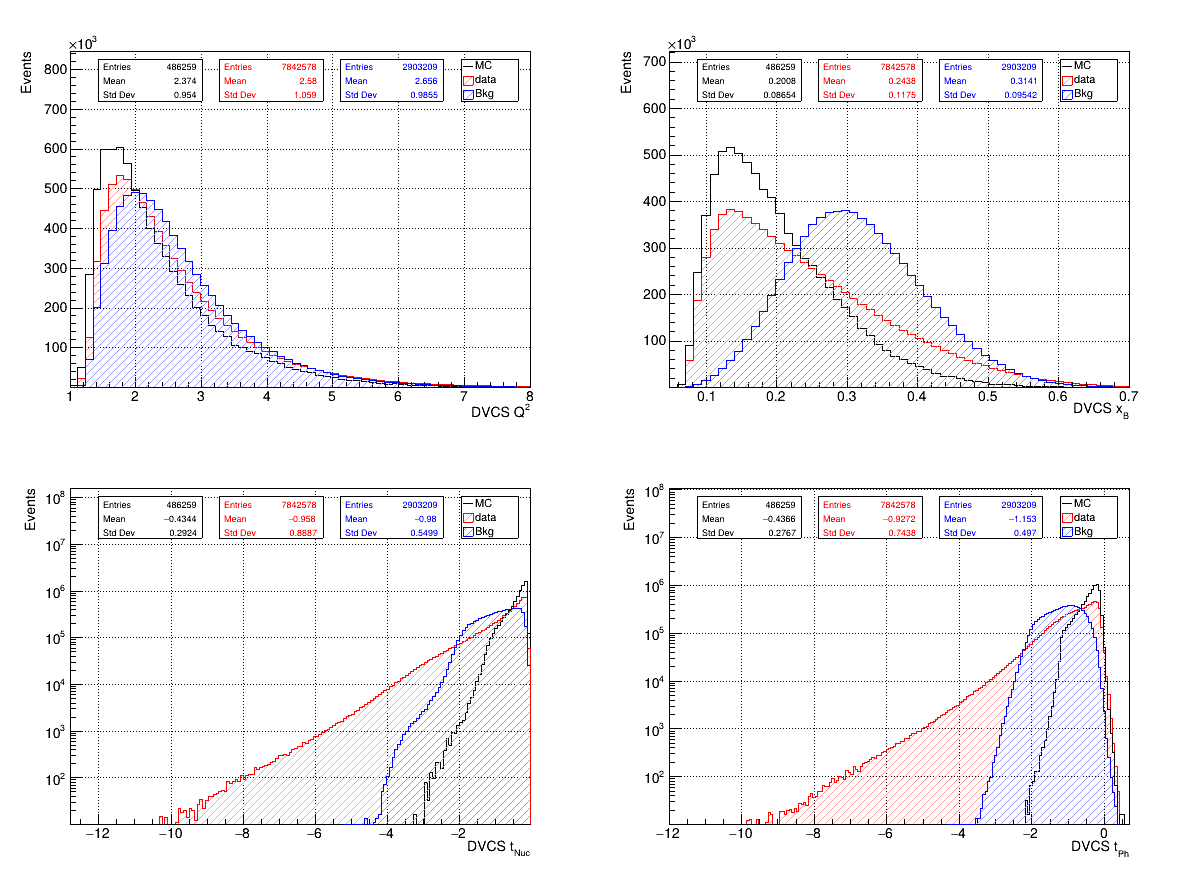 ×10³
Events
Entries 486259
Mean 2.374
Std Dev 0.954
Entries 7842578
Mean 2.58
Std Dev 1.059
Entries 2903209
Mean 2.656
Std Dev 0.9855
MC
data
Bkg
800
700
600
500
400
300
200
100
1 2 3 4 5 6 7 8
DVCS Q²
×10³
Events
Entries 486259
Mean 0.2008
Std Dev 0.08654
Entries 7842578
Mean 0.2438
Std Dev 0.1175
Entries 2903209
Mean 0.3141
Std Dev 0.09542
MC
data
Bkg
700
600
500
400
300
200
100
0.1 0.2 0.3 0.4 0.5 0.6 0.7
DVCS x_B
Events
Entries 486259
Mean −0.4344
Std Dev 0.2924
Entries 7842578
Mean −0.958
Std Dev 0.8887
Entries 2903209
Mean −0.98
Std Dev 0.5499
MC
data
Bkg
10⁸
10⁷
10⁶
10⁵
10⁴
10³
10²
−12 −10 −8 −6 −4 −2
DVCS t_Nuc
Events
Entries 486259
Mean −0.4366
Std Dev 0.2767
Entries 7842578
Mean −0.9272
Std Dev 0.7438
Entries 2903209
Mean −1.153
Std Dev 0.497
MC
data
Bkg
10⁸
10⁷
10⁶
10⁵
10⁴
10³
10²
−12 −10 −8 −6 −4 −2 0
DVCS t_Ph